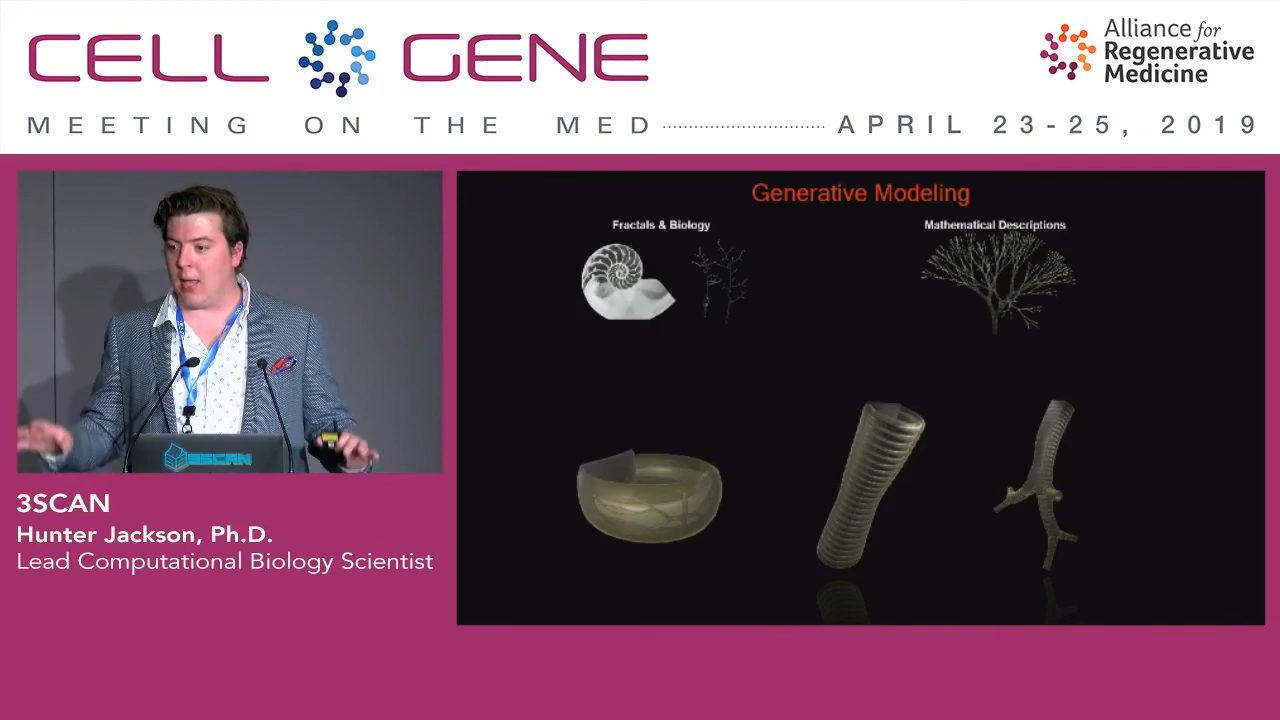 CELL GENE
Alliance for
Regenerative
Medicine
MEETING ON THE MED
APRIL 23-25, 2019
Generative Modeling
Fractals & Biology
Mathematical Descriptions
3SCAN
3SCAN
Hunter Jackson, Ph.D.
Lead Computational Biology Scientist